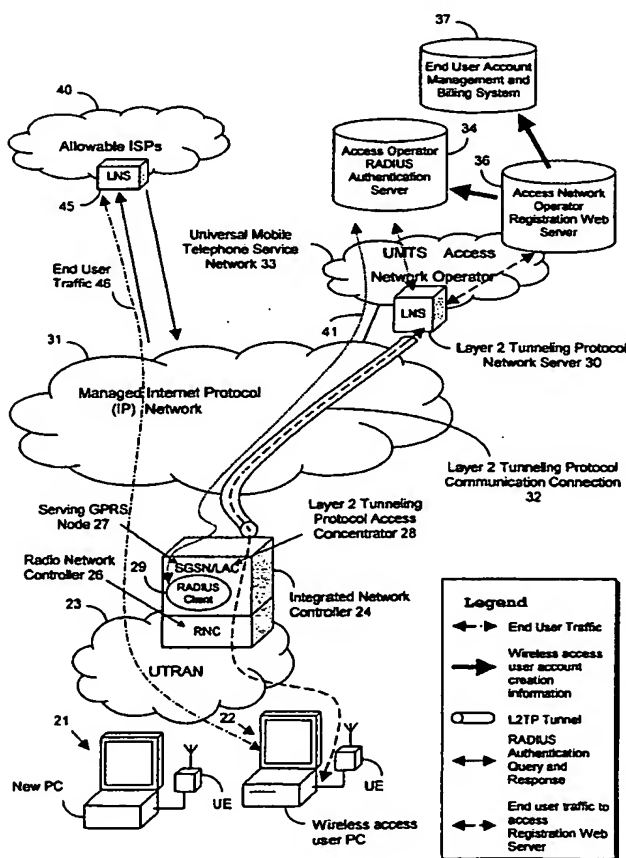 37
End User Account
Management and
Billing System
40
Allowable ISPs
LNS
45
34
Access Operator
RADIUS
Authentication
Server
36
Access Network
Operator
Registration Web
Server
Universal Mobile
Telephone Service
Network 33
UMTS Access
Network Operator
End User
Traffic 46
41
LNS
Layer 2 Tunneling Protocol
Network Server 30
31
Managed Internet Protocol
(IP) Network
Layer 2 Tunneling Protocol
Communication Connection
32
Serving GPRS
Node 27
Layer 2 Tunneling
Protocol Access
Concentrator 28
Radio Network
Controller 26
29
SGSN/LAC
RADIUS
Client
Integrated Network
Controller 24
23
RNC
UTRAN
21
22
New PC
UE
UE
Wireless access
user PC
Legend
End User Traffic
Wireless access
user account
creation
information
L2TP Tunnel
RADIUS
Authentication
Query and
Response
End user traffic to
access
Registration Web
Server